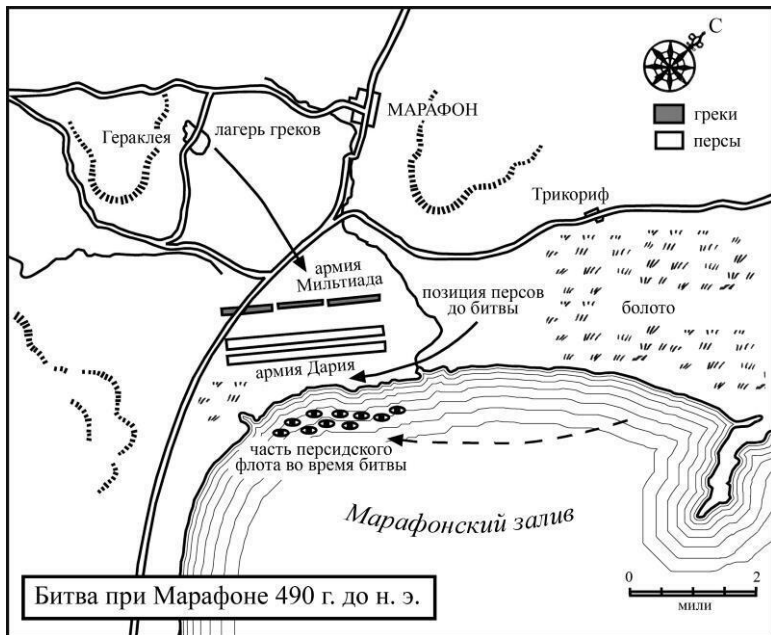 С
МАРАФОН
греки
персы
Гераклея
лагерь греков
Трикориф
армия
Мильтиада
позиция персов
до битвы
болото
армия Дария
часть персидского
флота во время битвы
Марафонский залив
0
2
мили
Битва при Марафоне 490 г. до н. э.